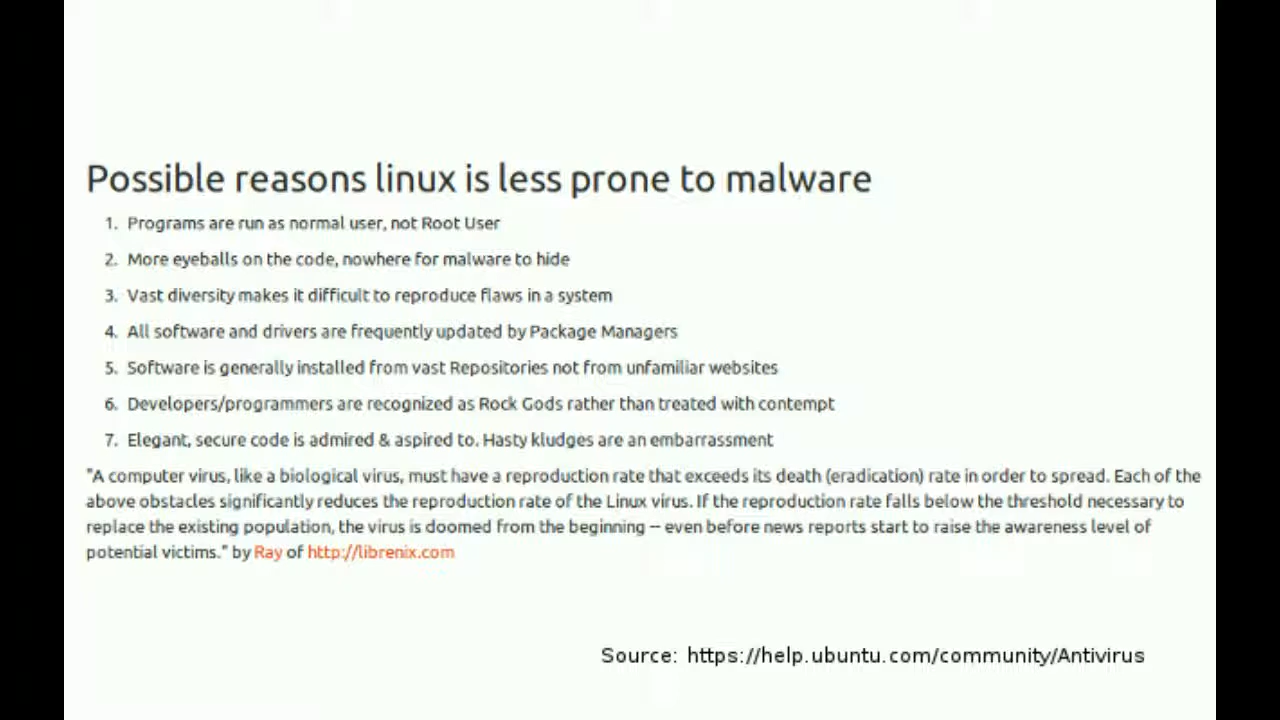 Possible reasons linux is less prone to malware
1. Programs are run as normal user, not Root User
2. More eyeballs on the code, nowhere for malware to hide
3. Vast diversity makes it difficult to reproduce flaws in a system
4. All software and drivers are frequently updated by Package Managers
5. Software is generally installed from vast Repositories not from unfamiliar websites
6. Developers/programmers are recognized as Rock Gods rather than treated with contempt
7. Elegant, secure code is admired & aspired to. Hasty kludges are an embarrassment
"A computer virus, like a biological virus, must have a reproduction rate that exceeds its death (eradication) rate in order to spread. Each of the
above obstacles significantly reduces the reproduction rate of the Linux virus. If the reproduction rate falls below the threshold necessary to
replace the existing population, the virus is doomed from the beginning -- even before news reports start to raise the awareness level of
potential victims." by Ray of http://librenix.com
Source: https://help.ubuntu.com/community/Antivirus